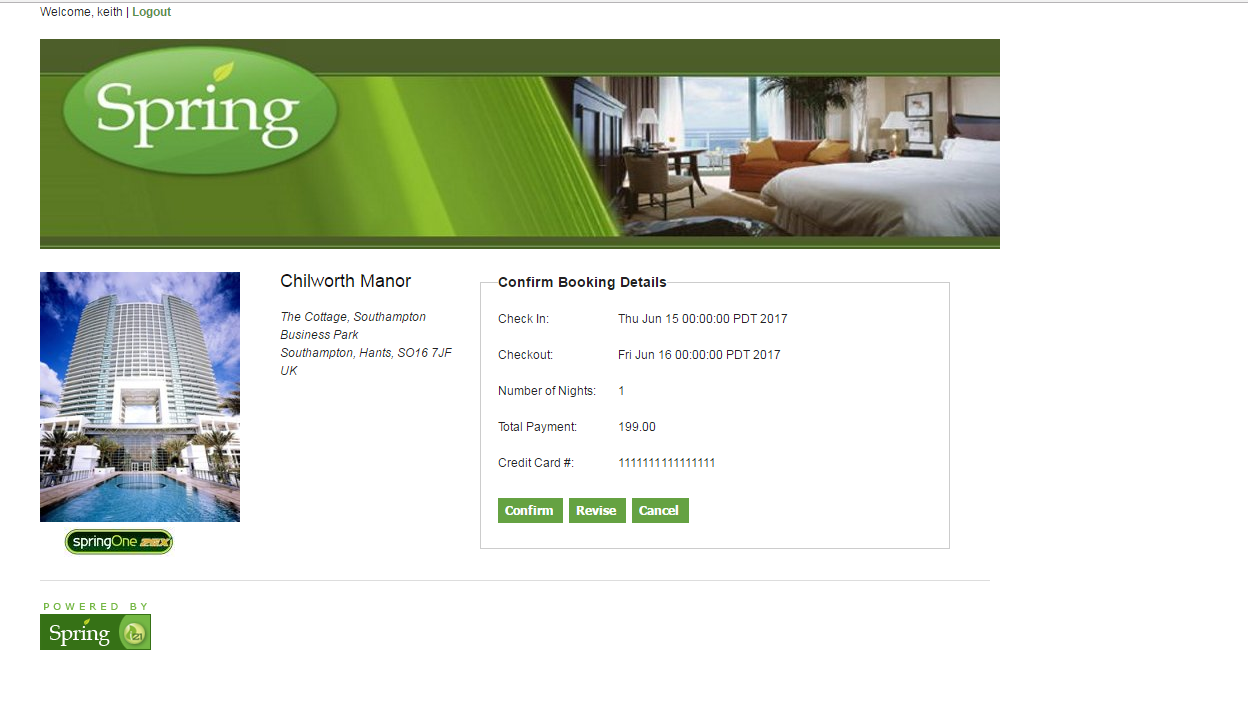 Welcome, keith | Logout
Spring
Chilworth Manor
The Cottage, Southampton
Business Park
Southampton, Hants, SO16 7JF
UK
Confirm Booking Details
Check In: Thu Jun 15 00:00:00 PDT 2017
Checkout: Fri Jun 16 00:00:00 PDT 2017
Number of Nights: 1
Total Payment: 199.00
Credit Card #: 1111111111111111
Confirm Revise Cancel
springOne 2GX
POWERED BY
Spring